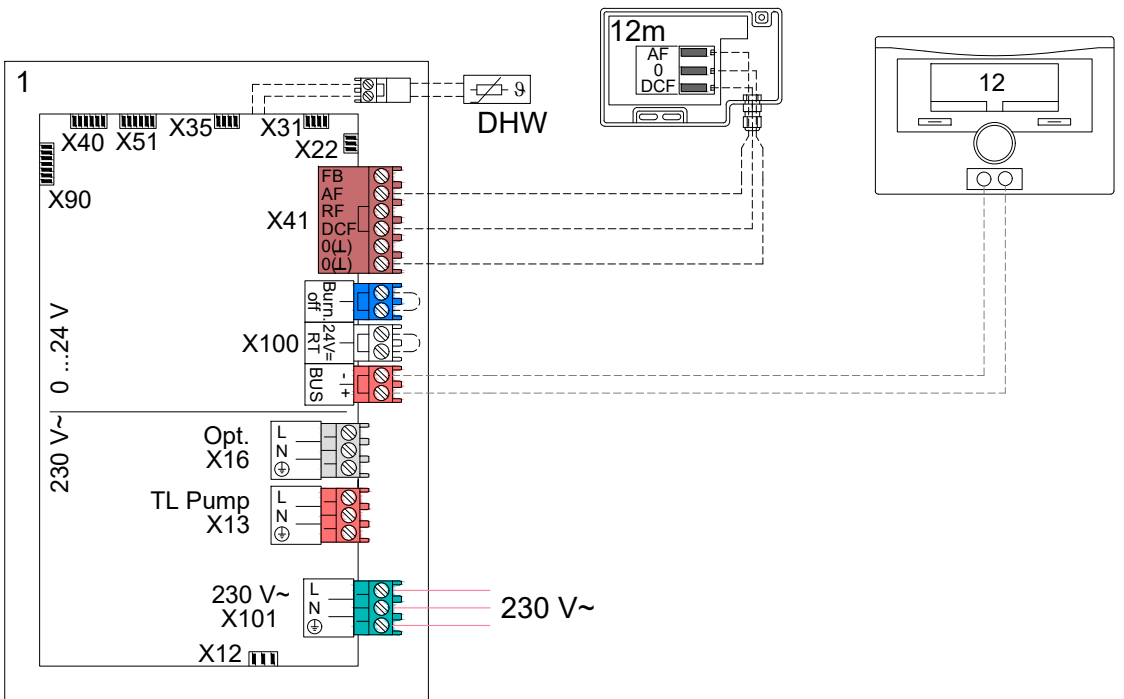 1
12m
AF
0
DCF
12
DHW
X40 X51 X35 X31
X22
X90
X41
FB
AF
RF
DCF
0(⊥)
0(⊥)
Burn. off
X100
24V= RT
BUS - +
0 ...24 V
230 V~
Opt.
X16
L
N
TL Pump
X13
L
N
230 V~
X101
L
N
230 V~
X12